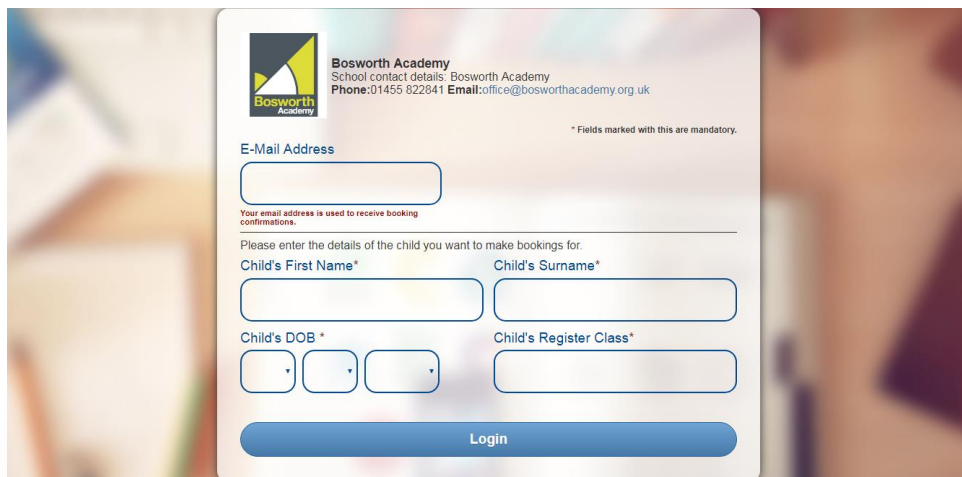 Bosworth
Academy
Bosworth Academy
School contact details: Bosworth Academy
Phone:01455 822841 Email:office@bosworthacademy.org.uk
* Fields marked with this are mandatory.
E-Mail Address
Your email address is used to receive booking
confirmations.
Please enter the details of the child you want to make bookings for.
Child's First Name* Child's Surname*
Child's DOB * Child's Register Class*
Login